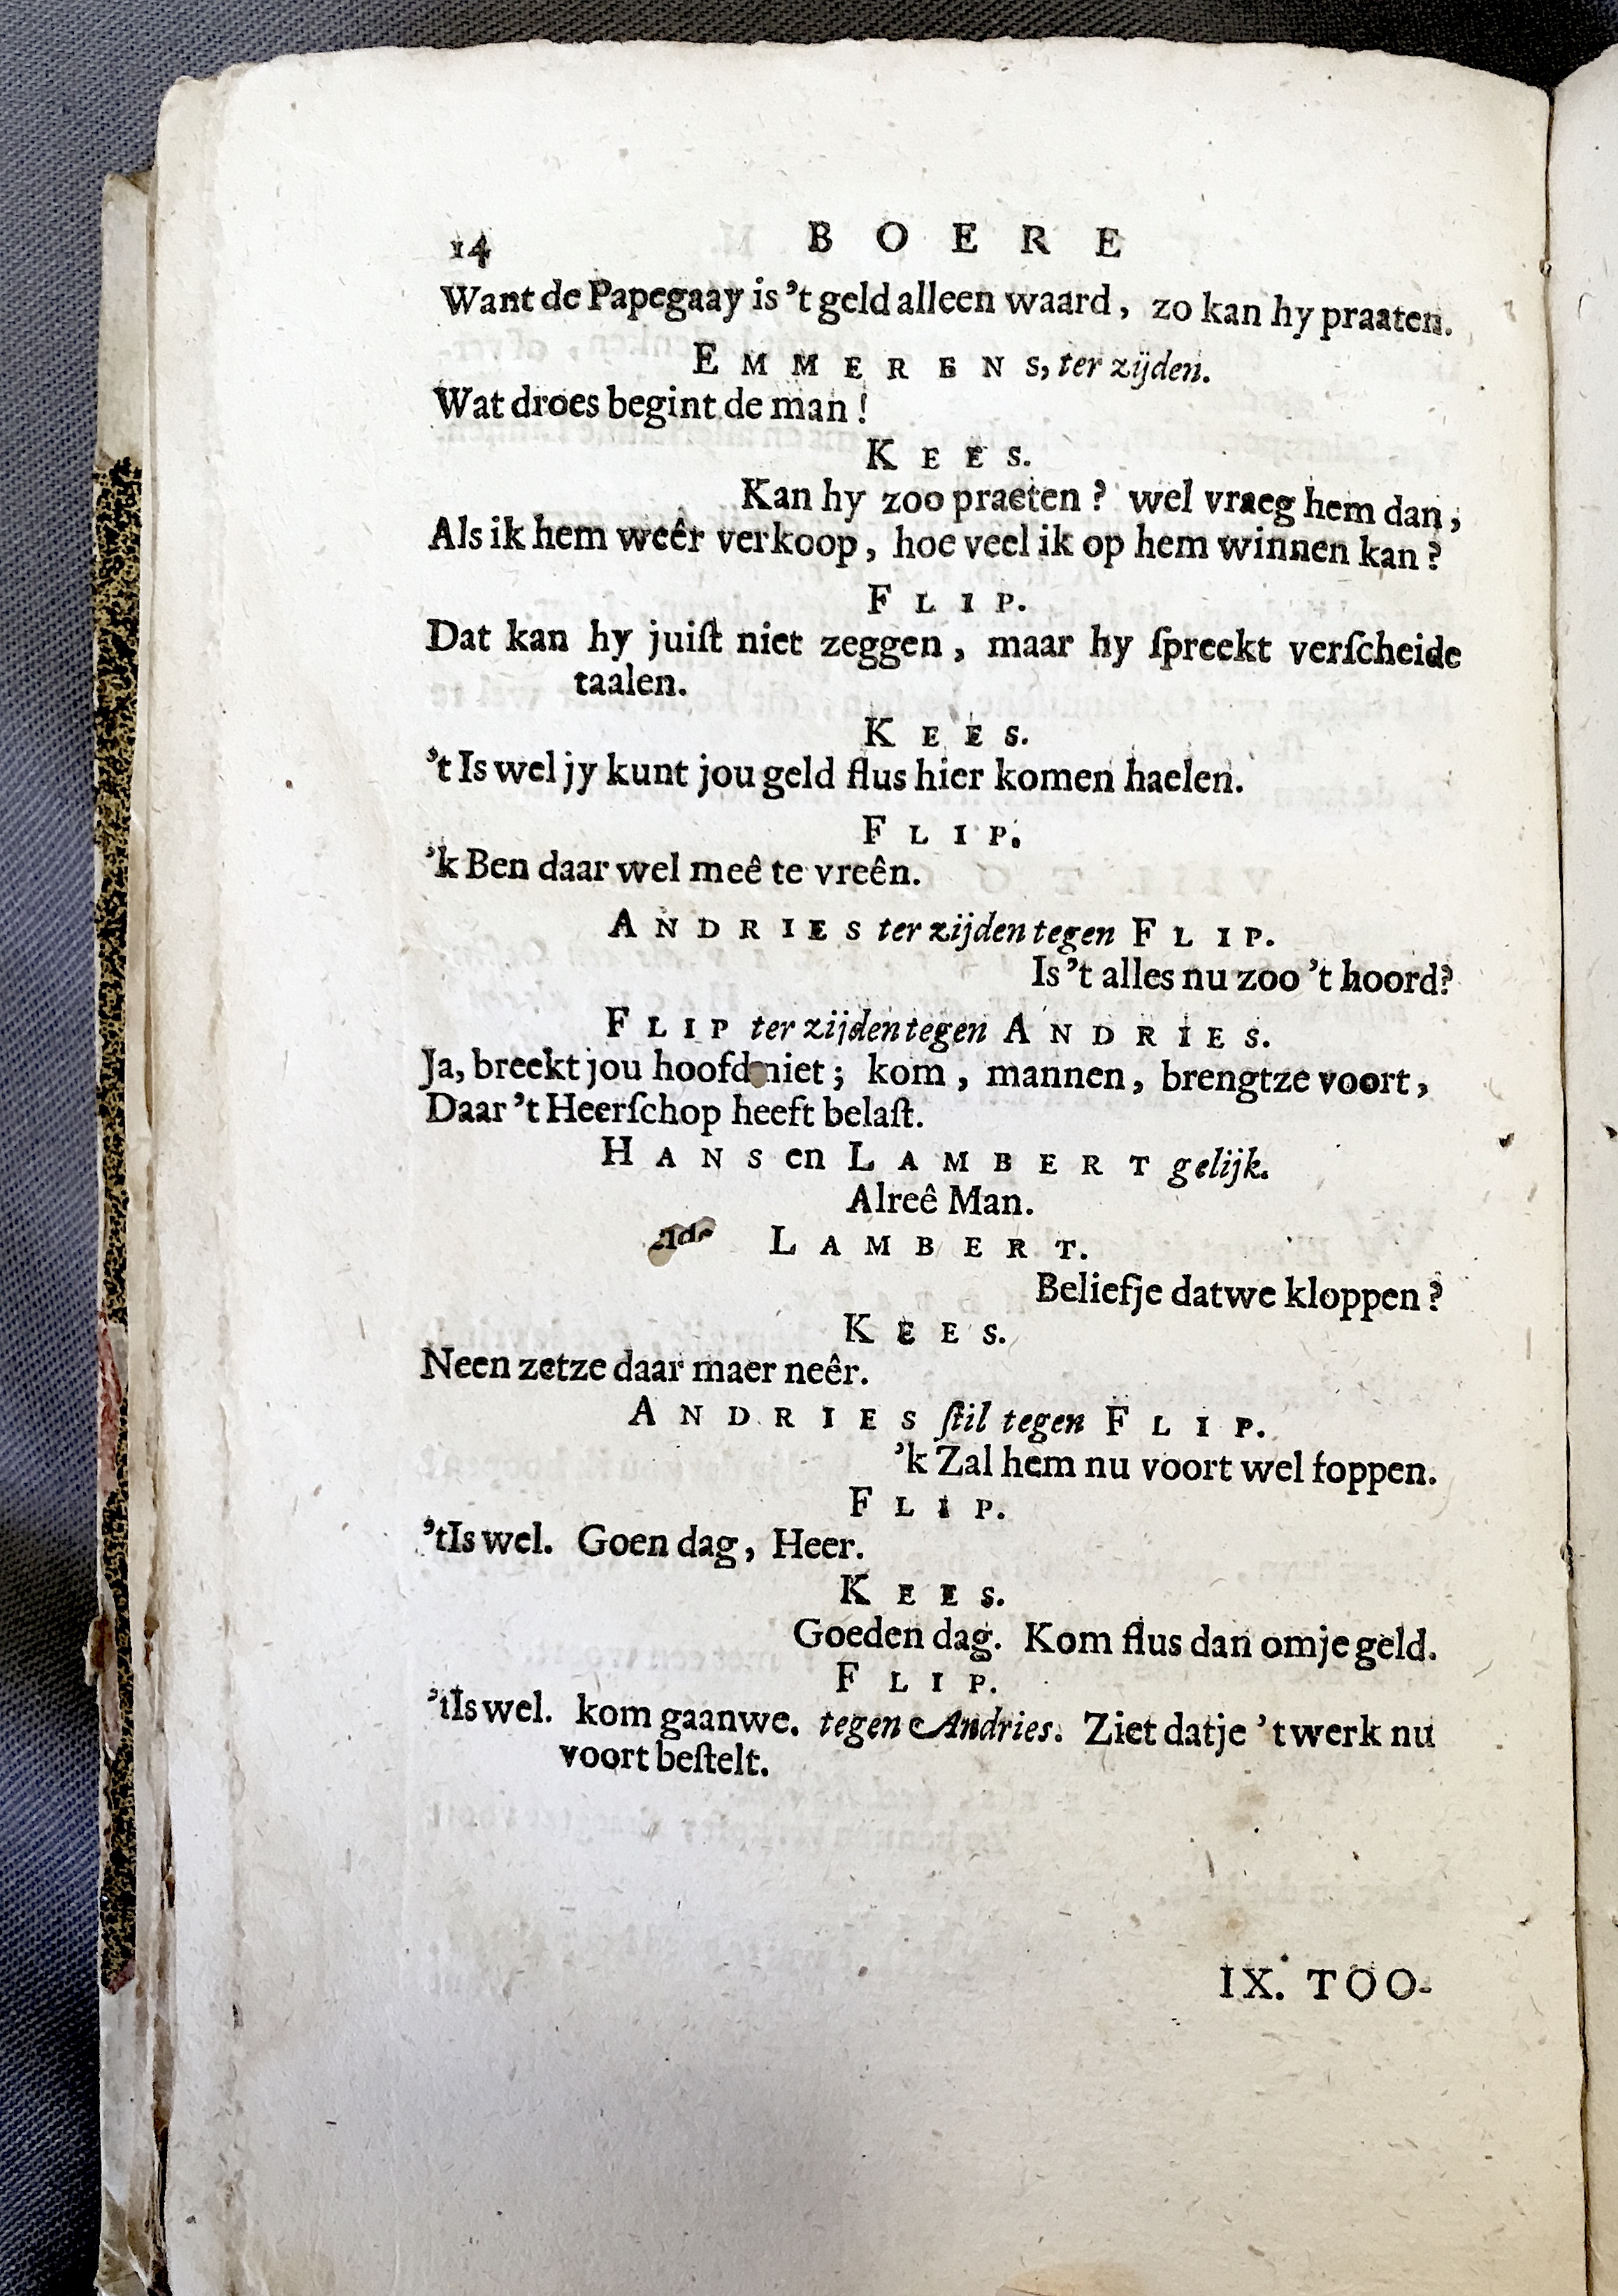 14 BOERE
Want de Papegaay is 't geld alleen waard, zo kan hy praaten.
EMMERENS, ter zijden.
Wat droes begint de man!
KEES.
Kan hy zoo praeten? wel vraeg hem dan,
Als ik hem weêr verkoop, hoe veel ik op hem winnen kan?
FLIP.
Dat kan hy juiſt niet zeggen, maar hy ſpreekt verſcheide
taalen.
KEES.
't Is wel jy kunt jou geld ſlus hier komen haelen.
FLIP.
'k Ben daar wel meê te vreên.
ANDRIES ter zijden tegen FLIP.
Is 't alles nu zoo 't hoord?
FLIP ter zijden tegen ANDRIES.
Ja, breekt jou hoofd niet; kom, mannen, brengtze voort,
Daar 't Heerſchop heeft belaſt.
HANS en LAMBERT gelijk.
Alreê Man.
LAMBERT.
Beliefje datwe kloppen?
KEES.
Neen zetze daar maer neêr.
ANDRIES ſtil tegen FLIP.
'k Zal hem nu voort wel foppen.
FLIP.
'tIs wel. Goen dag, Heer.
KEES.
Goeden dag. Kom ſlus dan omje geld.
FLIP.
'tIs wel. kom gaanwe. tegen Andries. Ziet datje 't werk nu
voort beſtelt.
IX. TOO-